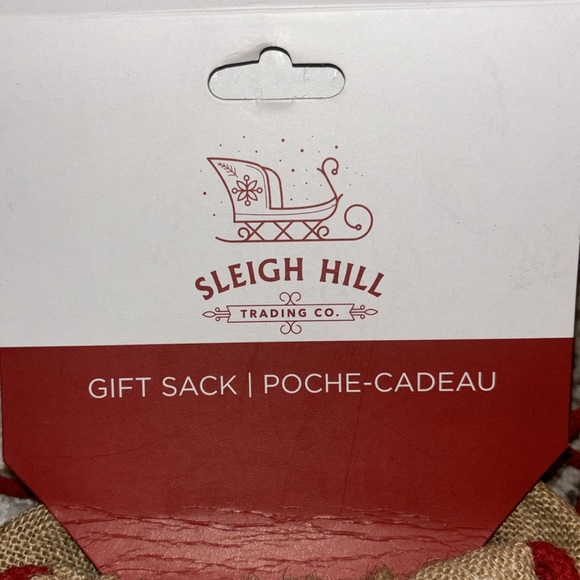 SLEIGH HILL
TRADING CO.
GIFT SACK | POCHE-CADEAU